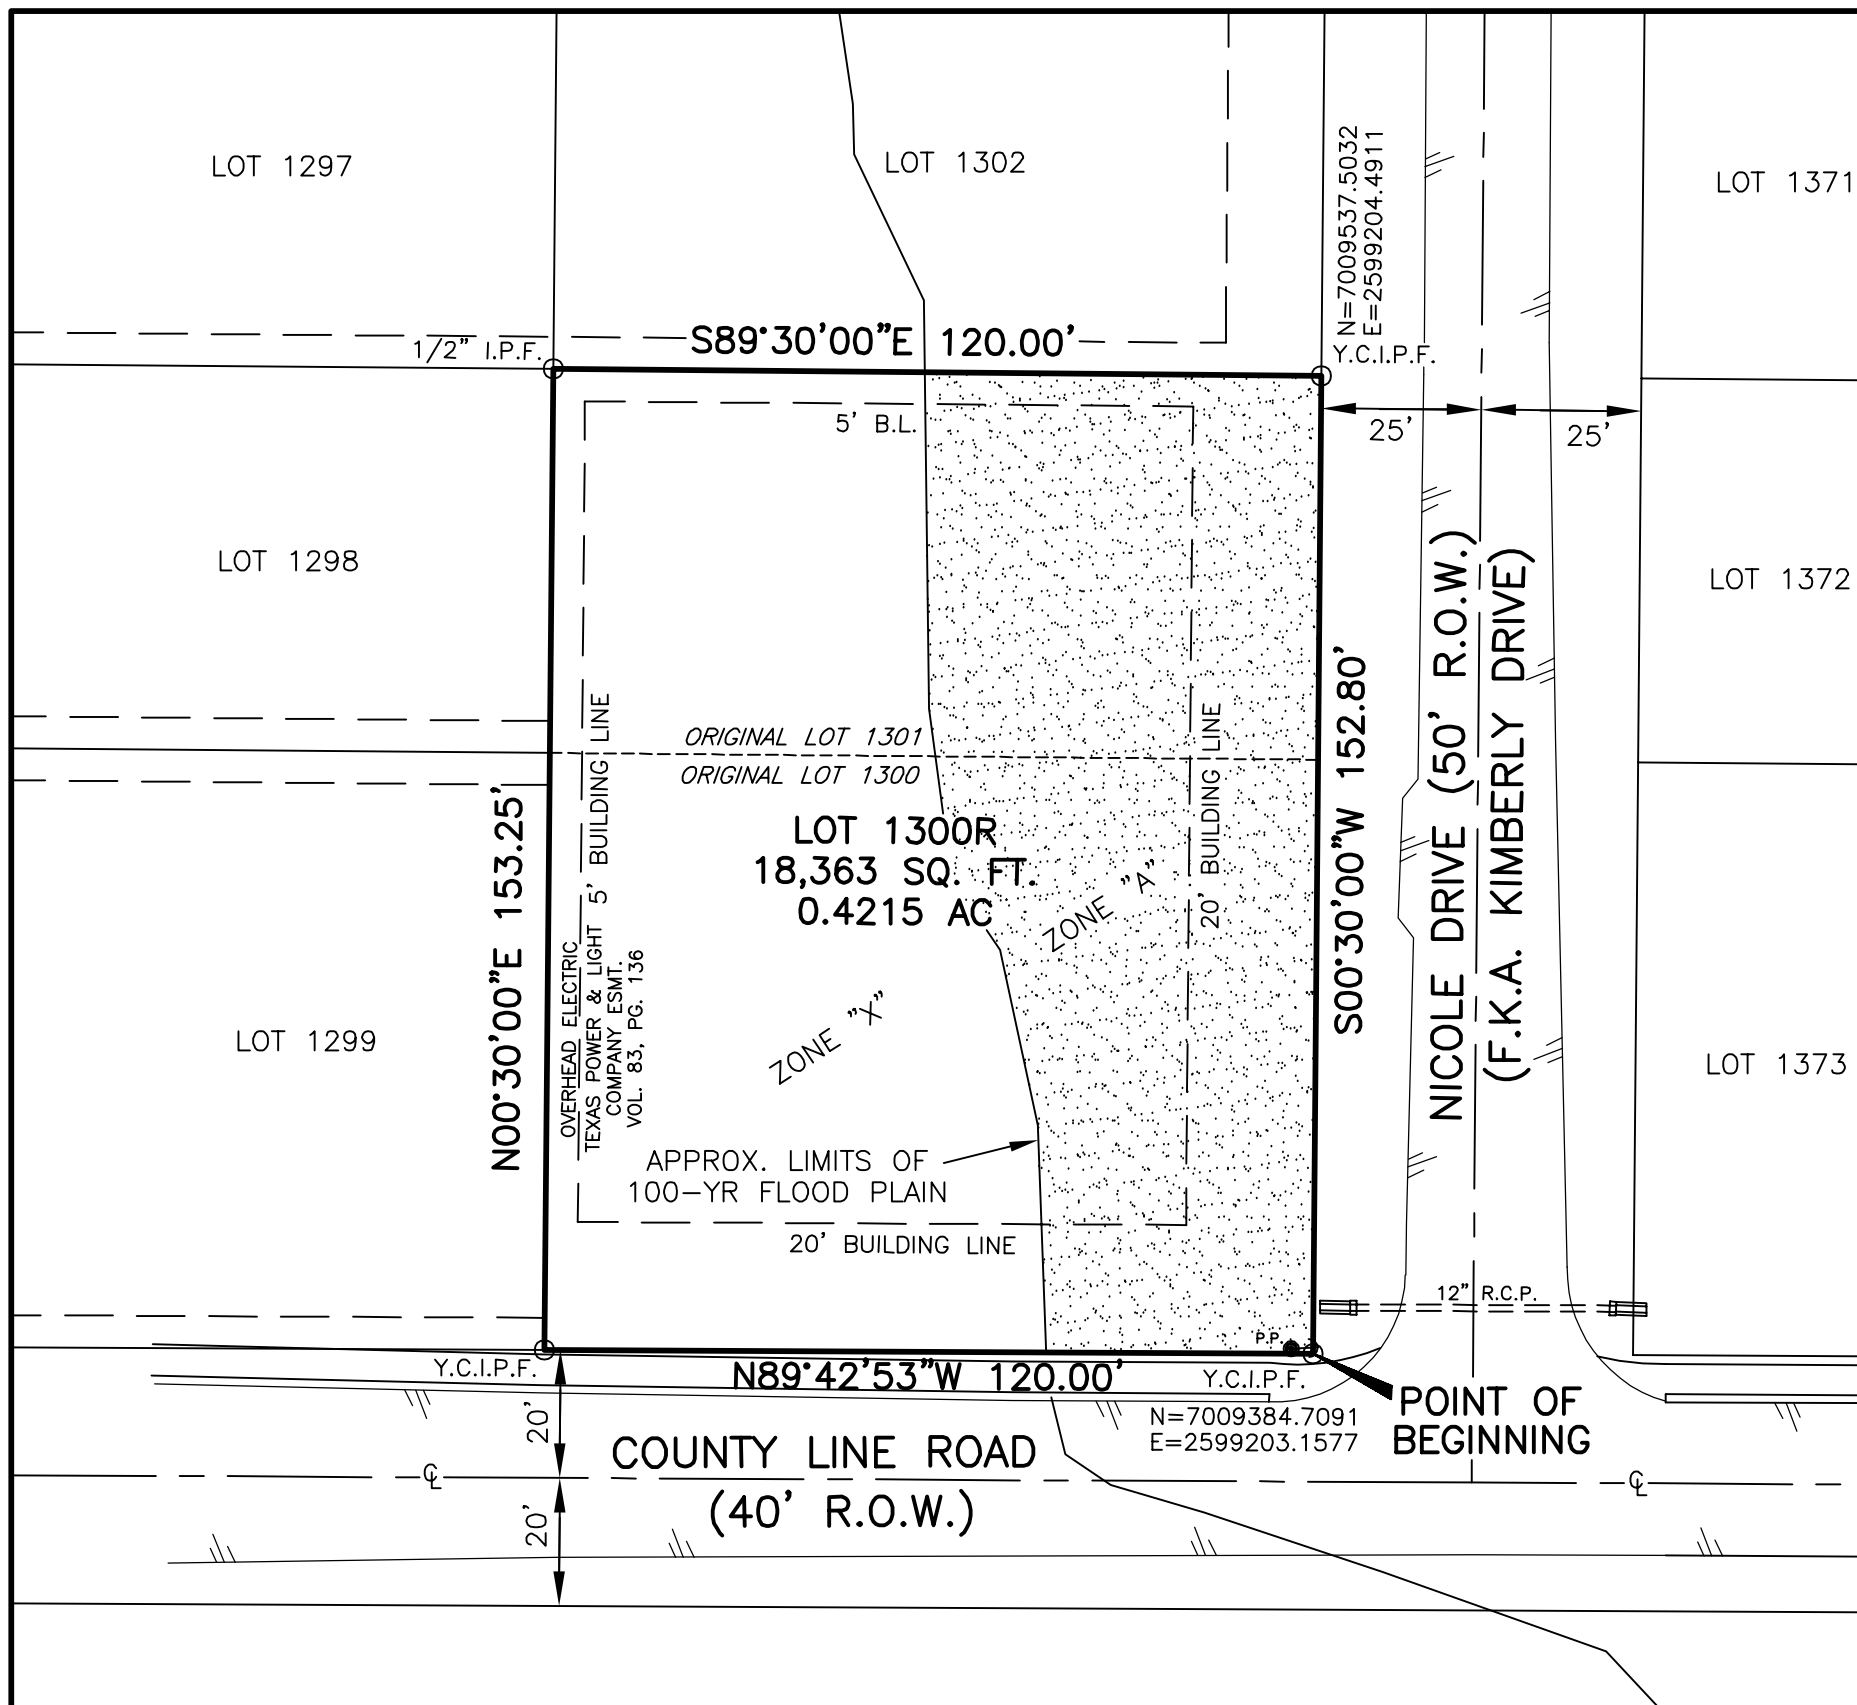 LOT 1297
LOT 1302
LOT 1371
N=7009537.5032
E=2599204.4911
1/2" I.P.F.
S89°30'00"E 120.00'
Y.C.I.P.F.
5' B.L.
25'
25'
LOT 1298
LOT 1372
ORIGINAL LOT 1301
ORIGINAL LOT 1300
LOT 1300R
18,363 SQ. FT.
0.4215 AC
N00°30'00"E 153.25'
5' BUILDING LINE
OVERHEAD ELECTRIC
TEXAS POWER & LIGHT
COMPANY ESMT.
VOL. 83, PG. 136
ZONE "X"
ZONE "A"
20' BUILDING LINE
S00°30'00"W 152.80'
NICOLE DRIVE (50' R.O.W.)
(F.K.A. KIMBERLY DRIVE)
LOT 1299
LOT 1373
APPROX. LIMITS OF
100-YR FLOOD PLAIN
20' BUILDING LINE
12" R.C.P.
P.P.
Y.C.I.P.F.
N89°42'53"W 120.00'
Y.C.I.P.F.
N=7009384.7091
E=2599203.1577
POINT OF
BEGINNING
20'
20'
COUNTY LINE ROAD
(40' R.O.W.)
℄
℄